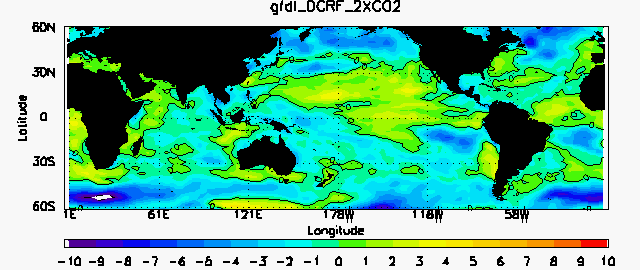 gfdl_DCRF_2XCO2
60N
30N
0
30S
60S
Latitude
1E 61E 121E 178W 118W 58W
Longitude
-10 -9 -8 -7 -6 -5 -4 -3 -2 -1 0 1 2 3 4 5 6 7 8 9 10